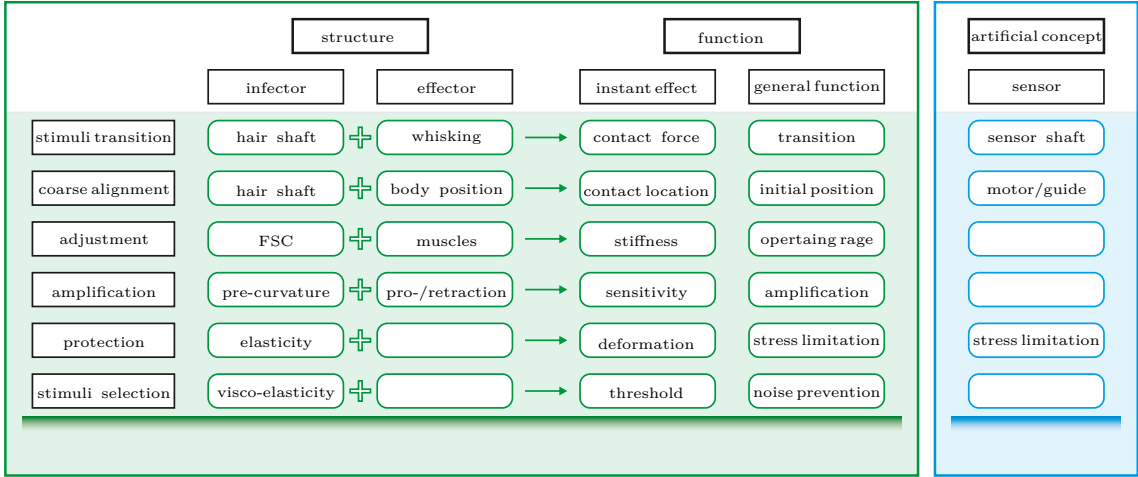 structure function artificial concept
infector effector instant effect general function sensor
stimuli transition hair shaft whisking contact force transition sensor shaft
coarse alignment hair shaft body position contact location initial position motor/guide
adjustment FSC muscles stiffness opertaing rage
amplification pre-curvature pro-/retraction sensitivity amplification
protection elasticity deformation stress limitation stress limitation
stimuli selection visco-elasticity threshold noise prevention